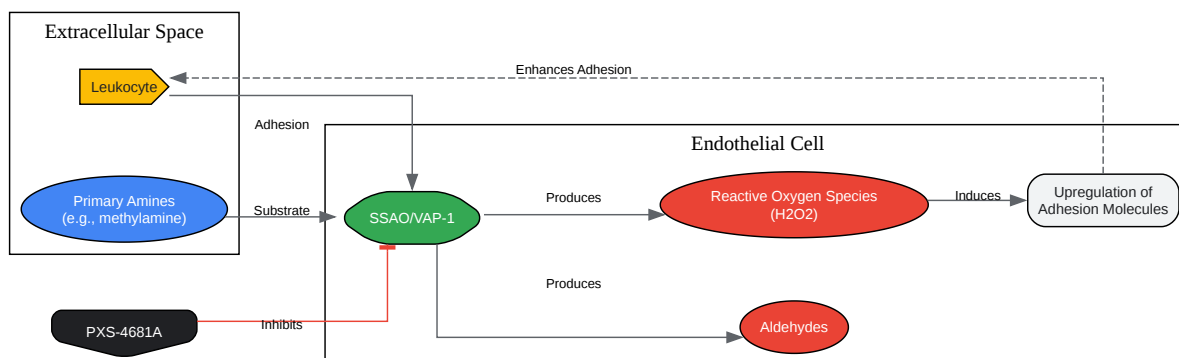 Extracellular Space
Leukocyte
Enhances Adhesion
Adhesion
Endothelial Cell
Primary Amines
(e.g., methylamine)
Substrate
SSAO/VAP-1
Produces
Reactive Oxygen Species
(H2O2)
Induces
Upregulation of
Adhesion Molecules
Produces
PXS-4681A
Inhibits
Aldehydes